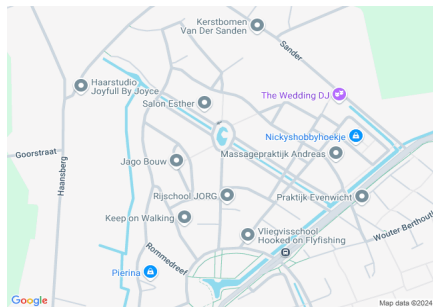 Kerstbomen
Van Der Sanden
Sander
Haarstudio
Joyfull By Joyce
The Wedding DJ
Salon Esther
Nickyshobbyhoekje
Goorstraat
Massagepraktijk Andreas
Jago Bouw
Haansberg
Rijschool JORG
Praktijk Evenwicht
Keep on Walking
Vliegvisschool
Hooked on Flyfishing
Wouter Berthout
Rommedreef
Pierina
Google
Map data ©2024